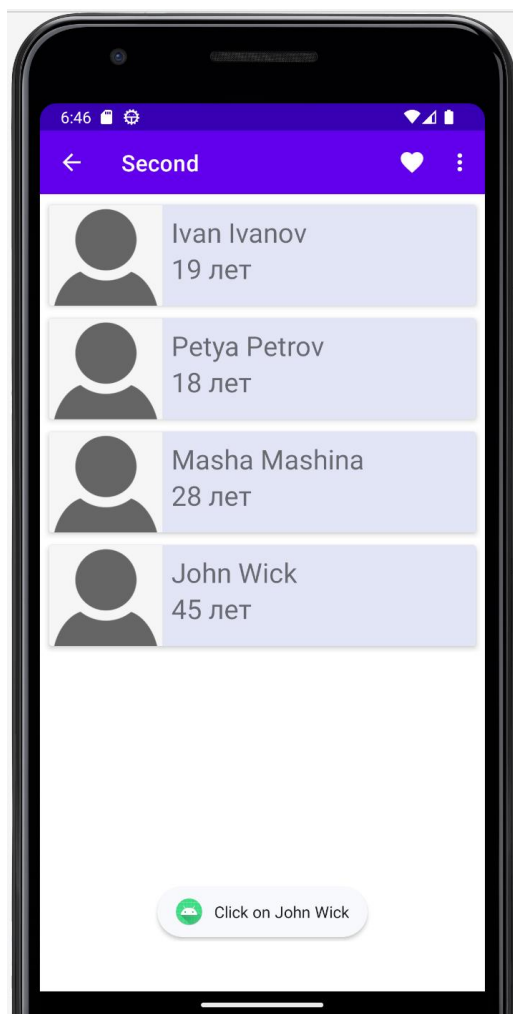 6:46
Second
Ivan Ivanov
19 лет
Petya Petrov
18 лет
Masha Mashina
28 лет
John Wick
45 лет
Click on John Wick